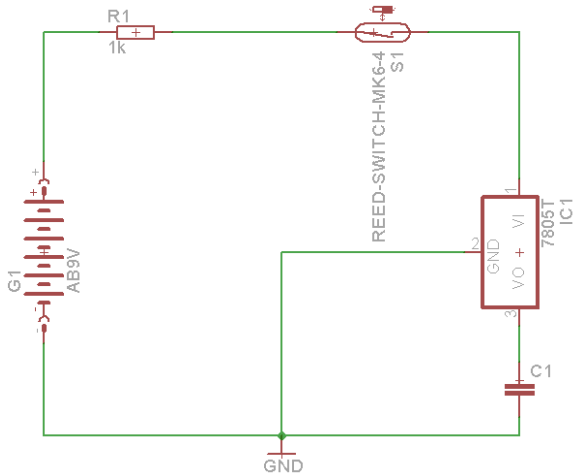 R1
1k
S1
REED-SWITCH-MK6-4
+
+
G1
AB9V
-
-
1
VI
2
GND
VO
3
7805T
IC1
C1
GND